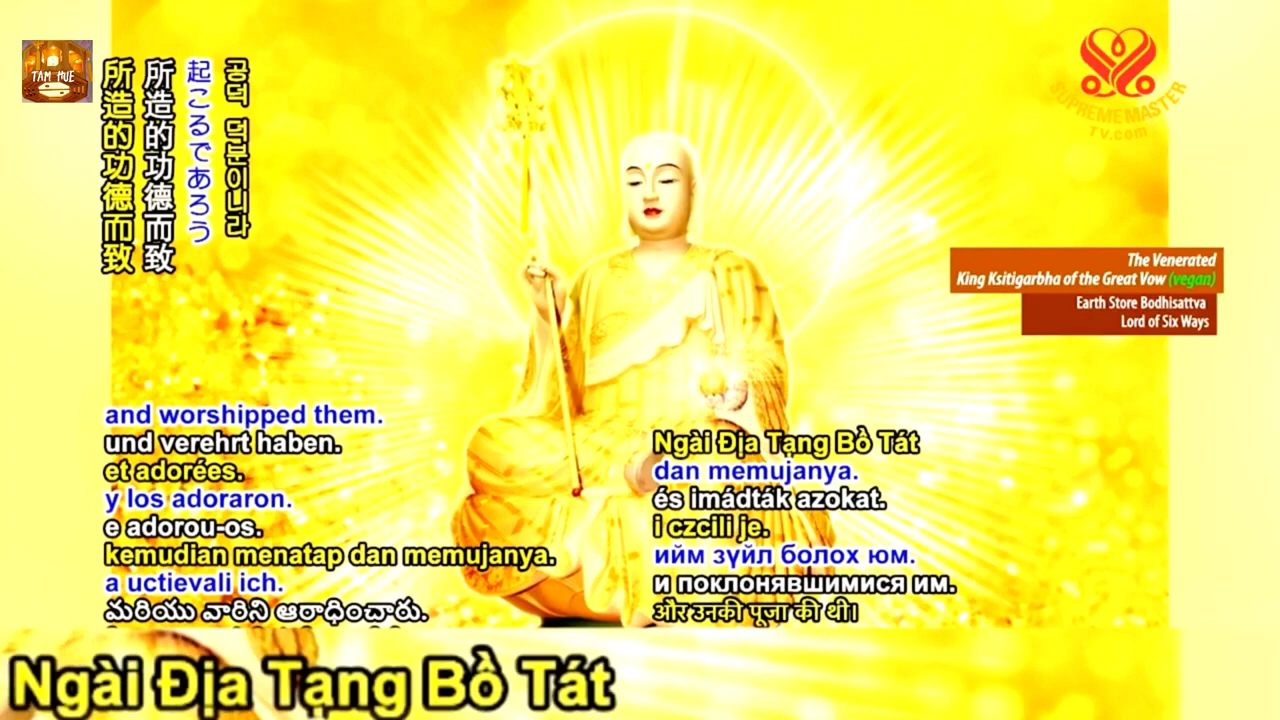 TAM HUE
所造的功德而致
所造的功德而致
起こるであろう
공덕 때문이니라
SUPREME MASTER
TV.com
The Venerated
King Ksitigarbha of the Great Vow (vegan)
Earth Store Bodhisattva
Lord of Six Ways
and worshipped them.
und verehrt haben.
et adorées.
y los adoraron.
e adorou-os.
kemudian menatap dan memujanya.
a uctievali ich.
మరియు వారిని ఆరాధించారు.
Ngài Địa Tạng Bồ Tát
dan memujanya.
és imádták azokat.
i czcili je.
ийм зүйл болох юм.
и поклонявшимися им.
और उनकी पूजा की थी।
Ngài Địa Tạng Bồ Tát